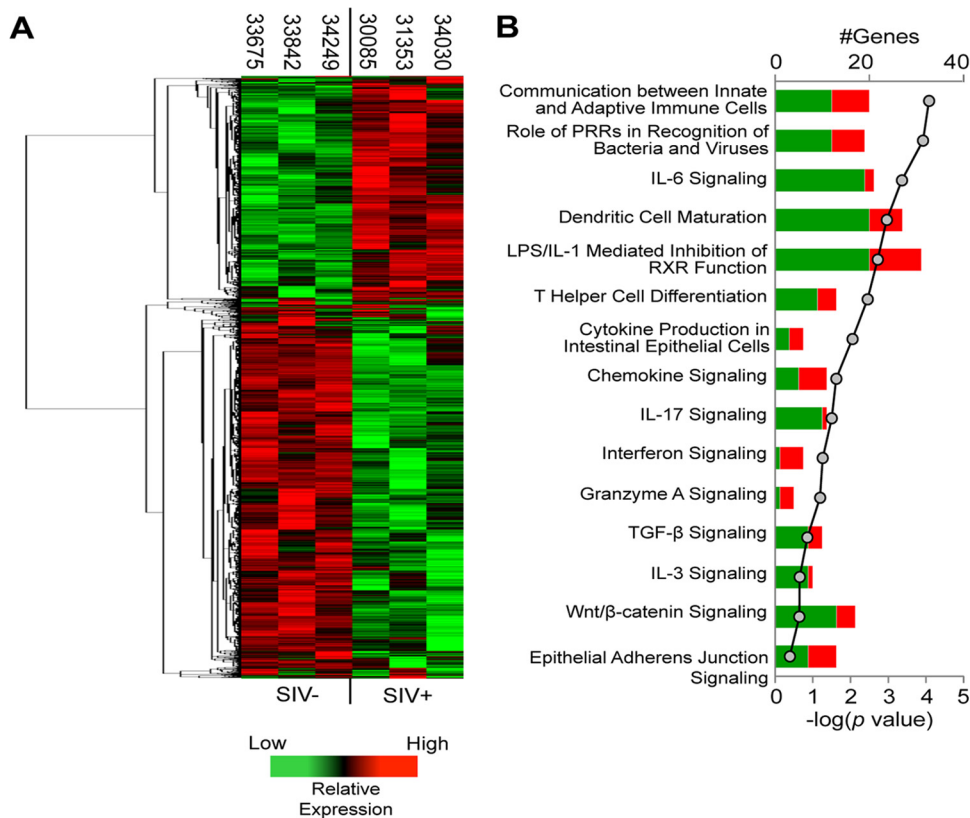 A
33675
33842
34249
30085
31353
34030
SIV-
SIV+
Low
High
Relative
Expression
B
#Genes
0
20
40
Communication between Innate
and Adaptive Immune Cells
Role of PRRs in Recognition of
Bacteria and Viruses
IL-6 Signaling
Dendritic Cell Maturation
LPS/IL-1 Mediated Inhibition of
RXR Function
T Helper Cell Differentiation
Cytokine Production in
Intestinal Epithelial Cells
Chemokine Signaling
IL-17 Signaling
Interferon Signaling
Granzyme A Signaling
TGF-β Signaling
IL-3 Signaling
Wnt/β-catenin Signaling
Epithelial Adherens Junction
Signaling
0
1
2
3
4
5
-log(p value)